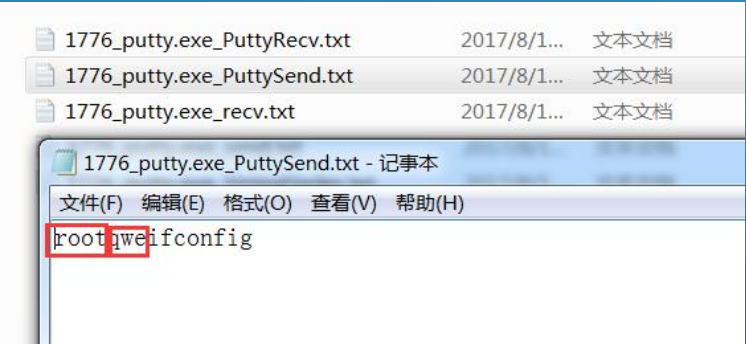 1776_putty.exe_PuttyRecv.txt 2017/8/1... 文本文档
1776_putty.exe_PuttySend.txt 2017/8/1... 文本文档
1776_putty.exe_recv.txt 2017/8/1... 文本文档
1776_putty.exe_PuttySend.txt - 记事本
文件(F) 编辑(E) 格式(O) 查看(V) 帮助(H)
rootqweifconfig